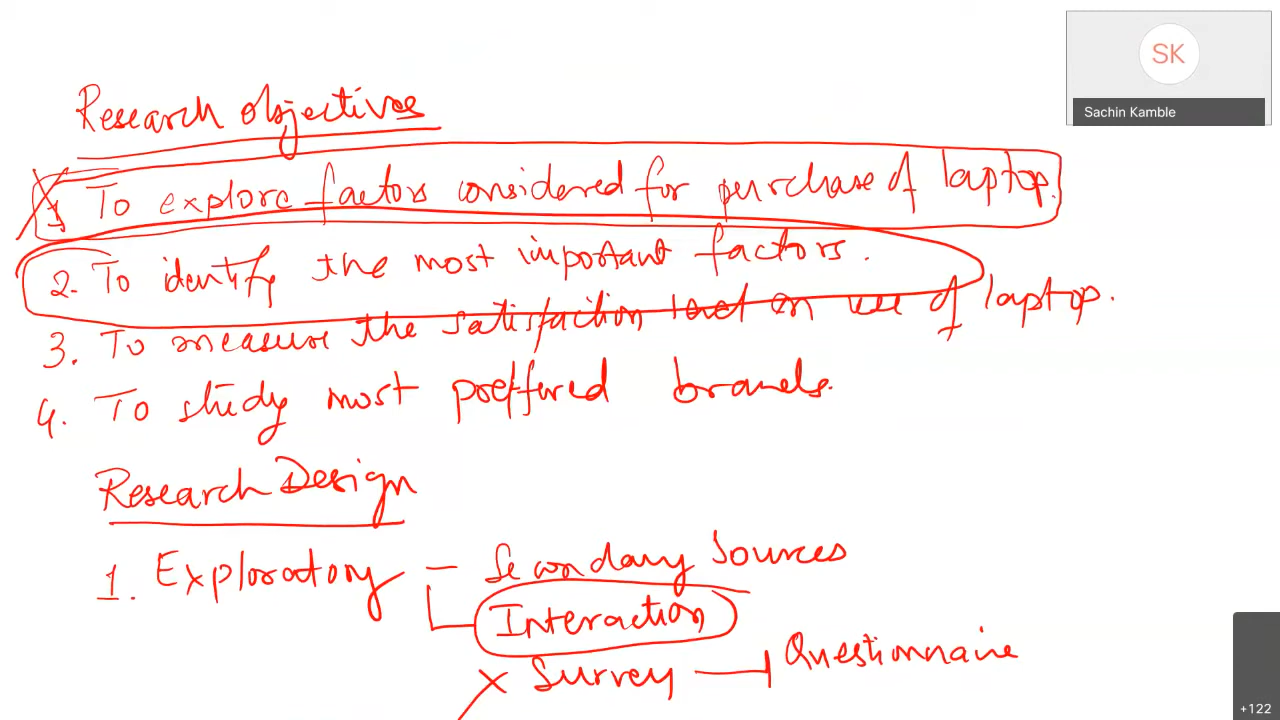 SK
Sachin Kamble
Research objectives
1. To explore factors considered for purchase of laptop.
2. To identify the most important factors.
3. To measure the satisfaction level on use of laptop.
4. To study most preffered brands.
Research Design
1. Exploratory – Secondary Sources
Interaction
× Survey — Questionnaire
+122